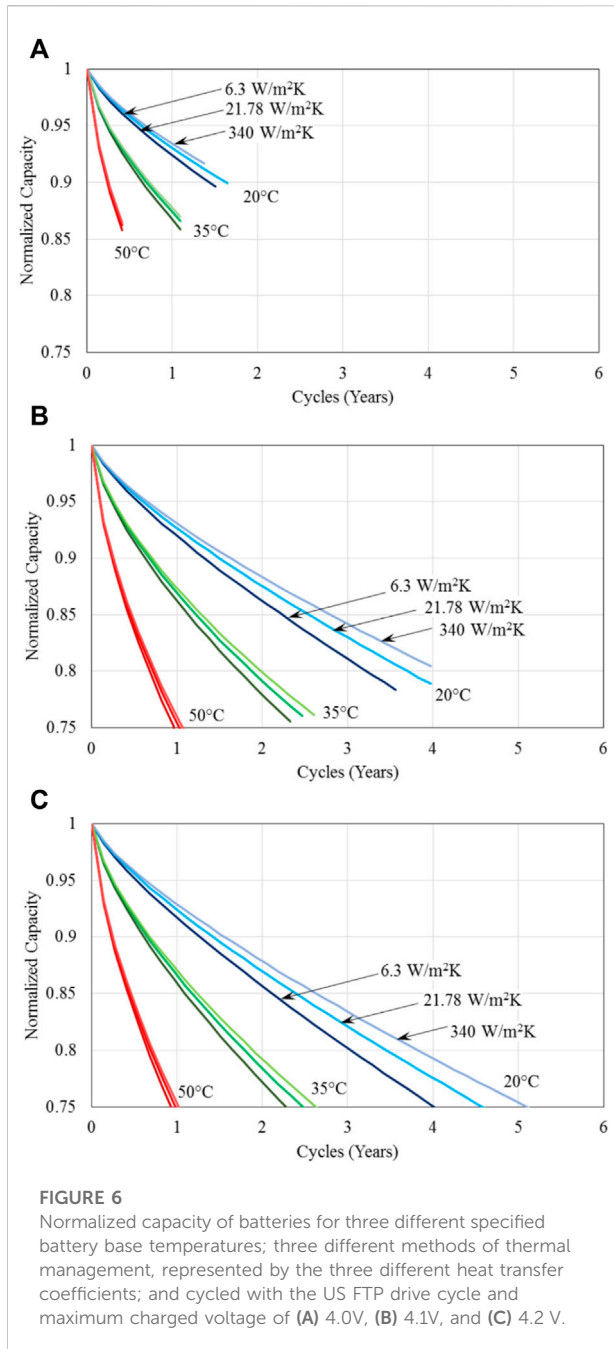 A
1
0.95
0.9
0.85
0.8
0.75
Normalized Capacity
6.3 W/m²K
21.78 W/m²K
340 W/m²K
20°C
35°C
50°C
0 1 2 3 4 5 6
Cycles (Years)
B
1
0.95
0.9
0.85
0.8
0.75
Normalized Capacity
6.3 W/m²K
21.78 W/m²K
340 W/m²K
20°C
35°C
50°C
0 1 2 3 4 5 6
Cycles (Years)
C
1
0.95
0.9
0.85
0.8
0.75
Normalized Capacity
6.3 W/m²K
21.78 W/m²K
340 W/m²K
20°C
35°C
50°C
0 1 2 3 4 5 6
Cycles (Years)
FIGURE 6
Normalized capacity of batteries for three different specified
battery base temperatures; three different methods of thermal
management, represented by the three different heat transfer
coefficients; and cycled with the US FTP drive cycle and
maximum charged voltage of (A) 4.0V, (B) 4.1V, and (C) 4.2 V.